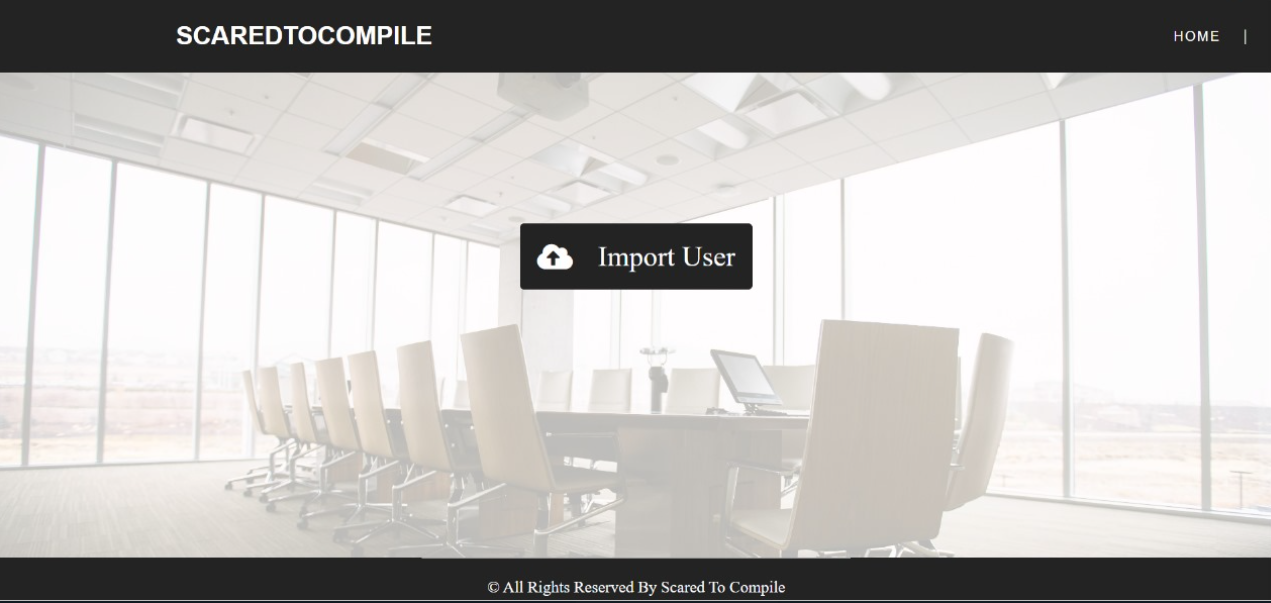 SCAREDTOCOMPILE
HOME |
Import User
© All Rights Reserved By Scared To Compile